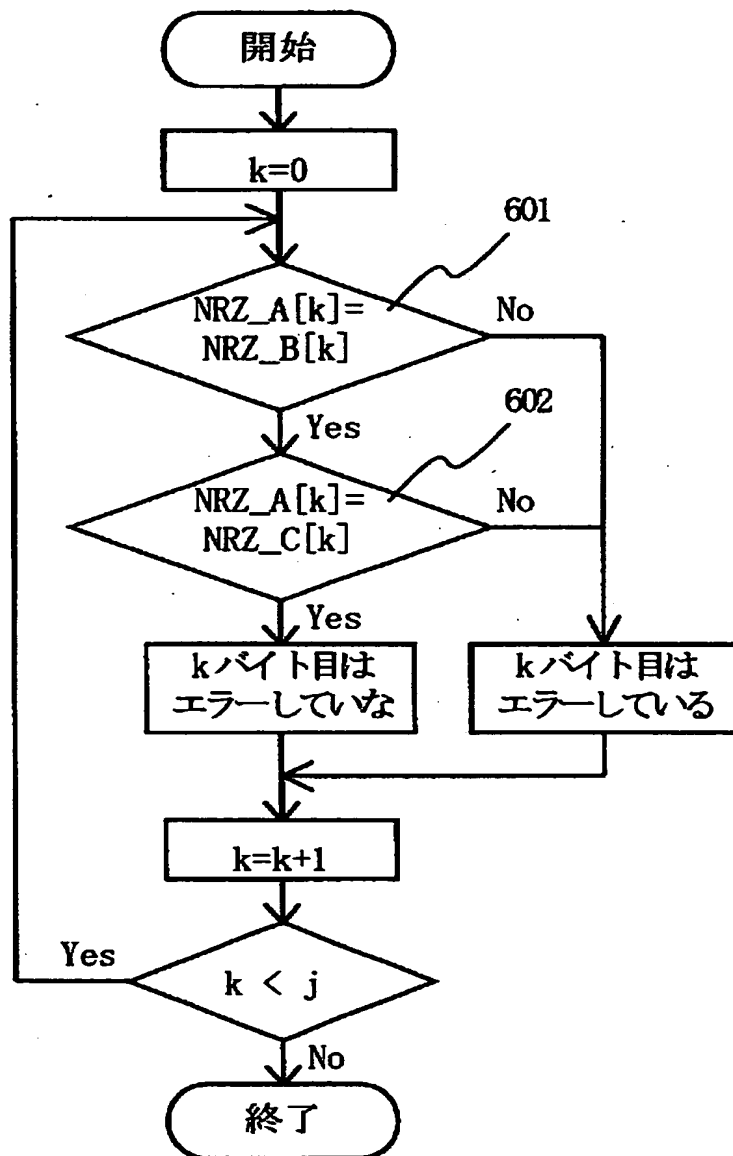 開始
k=0
601
NRZ_A[k]=
NRZ_B[k]
No
Yes
602
NRZ_A[k]=
NRZ_C[k]
No
Yes
kバイト目は
エラーしていな
kバイト目は
エラーしている
k=k+1
Yes
k < j
No
終了